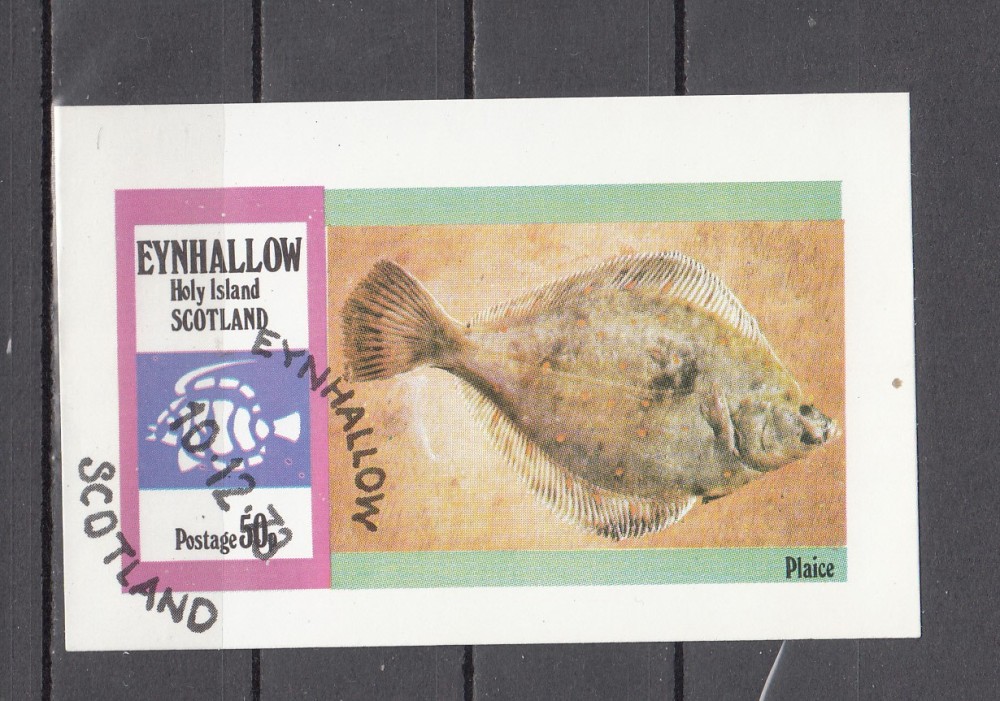 EYNHALLOW
Holy Island
SCOTLAND
EYNHALLOW
10.12.73
SCOTLAND
Postage 50p
Plaice